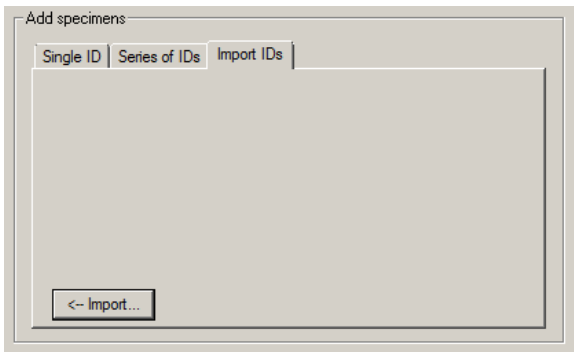 Add specimens
Single ID Series of IDs Import IDs
<-- Import...